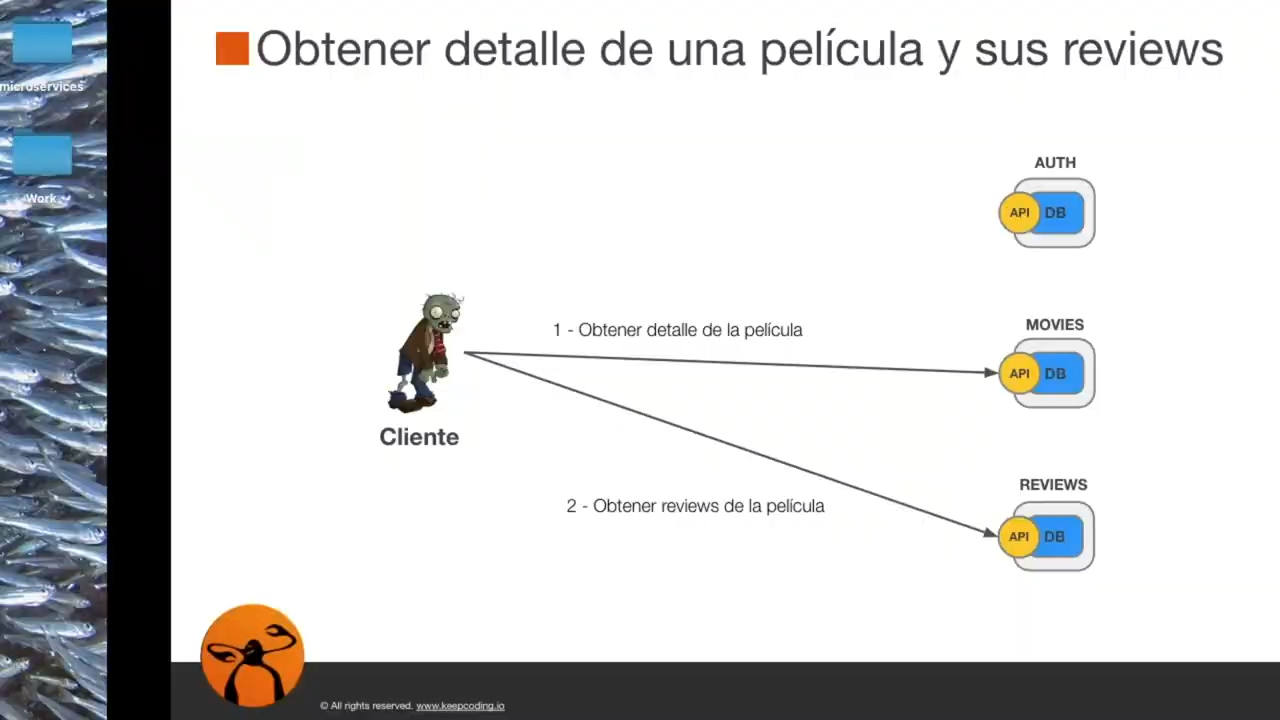 Obtener detalle de una película y sus reviews
microservices
Work
AUTH
API DB
1 - Obtener detalle de la película
MOVIES
API DB
Cliente
REVIEWS
2 - Obtener reviews de la película
API DB
© All rights reserved. www.keepcoding.io